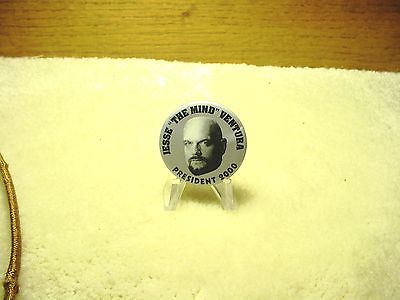 JESSE "THE MIND" VENTURA
PRESIDENT 2000